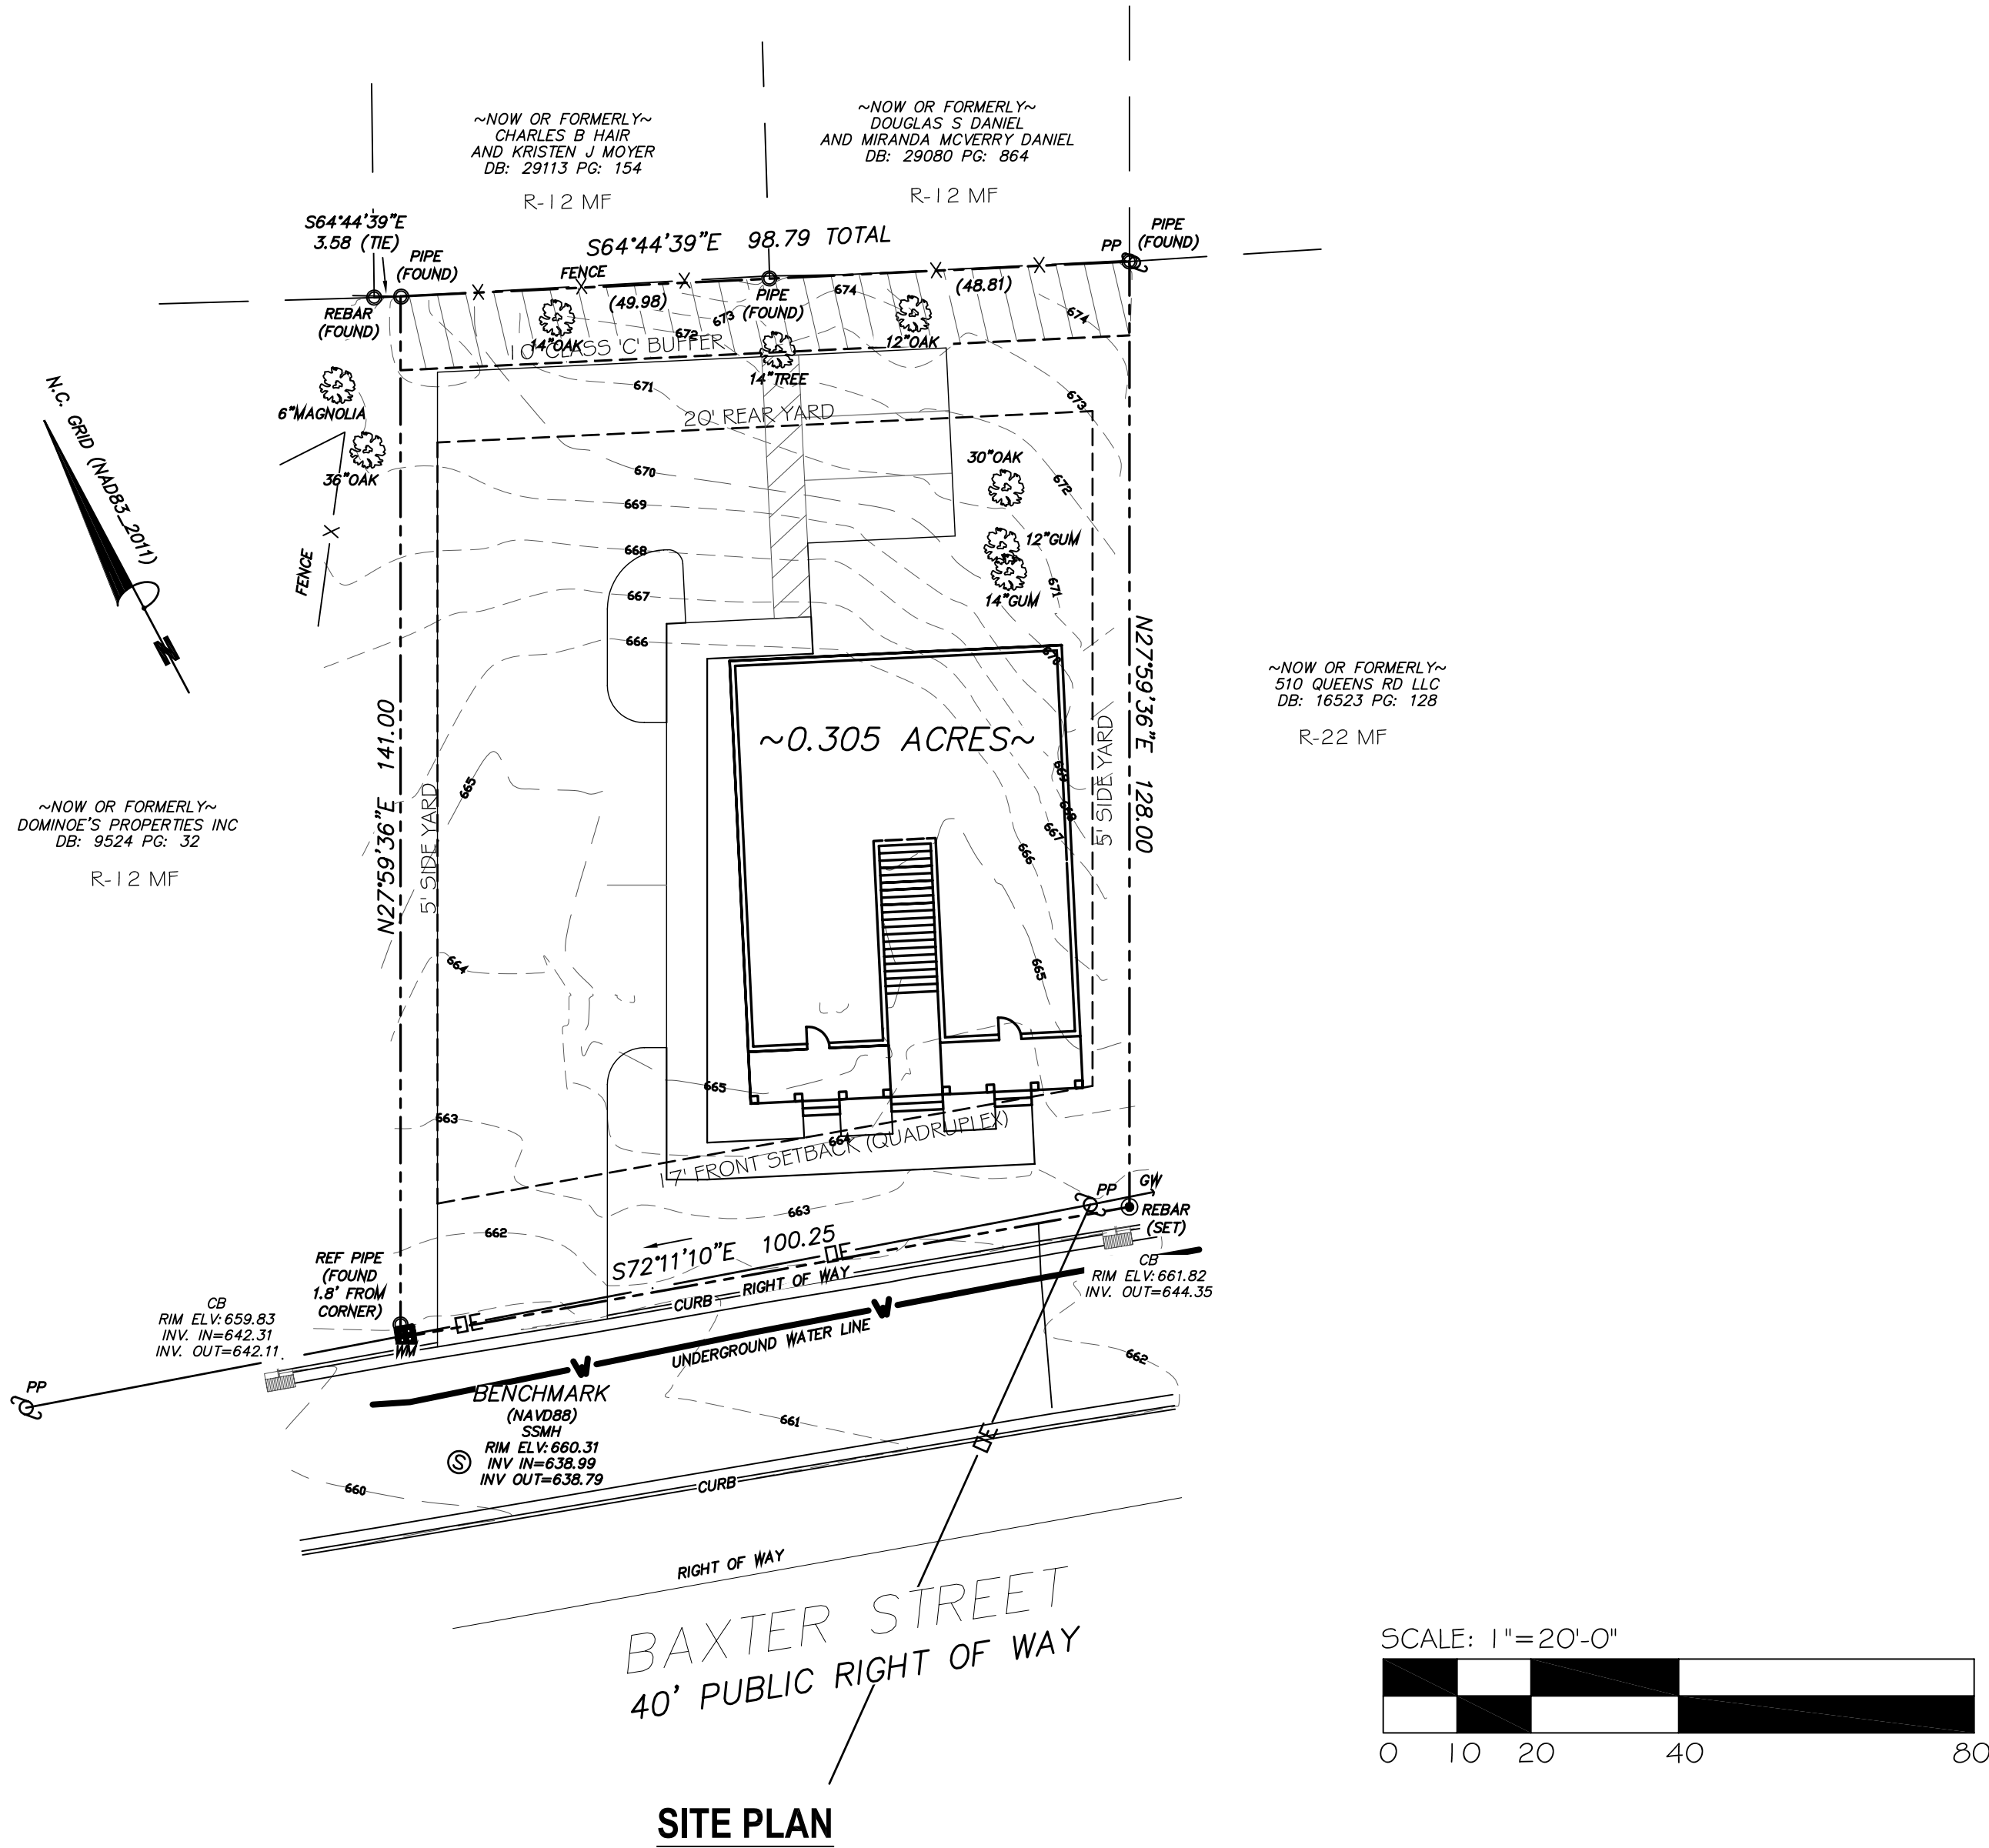 ~NOW OR FORMERLY~
CHARLES B HAIR
AND KRISTEN J MOYER
DB: 29113 PG: 154
R-12 MF
~NOW OR FORMERLY~
DOUGLAS S DANIEL
AND MIRANDA MCVERRY DANIEL
DB: 29080 PG: 864
R-12 MF
S64°44'39"E
3.58 (TIE)
PIPE
(FOUND)
S64°44'39"E 98.79 TOTAL
PP
PIPE
(FOUND)
FENCE
(49.98)
PIPE
(FOUND)
674
(48.81)
674
REBAR
(FOUND)
672
673
14"OAK
10' CLASS 'C' BUFFER
12"OAK
14"TREE
6"MAGNOLIA
671
673
20' REAR YARD
36"OAK
670
30"OAK
672
N.C. GRID (NAD83_2011)
N
FENCE
669
668
12"GUM
667
671
14"GUM
666
670
N27°59'36"E 141.00
5' SIDE YARD
~0.305 ACRES~
5' SIDE YARD
N27°59'36"E 128.00
~NOW OR FORMERLY~
510 QUEENS RD LLC
DB: 16523 PG: 128
R-22 MF
~NOW OR FORMERLY~
DOMINOE'S PROPERTIES INC
DB: 9524 PG: 32
R-12 MF
665
669
668
667
666
664
665
665
663
664
17' FRONT SETBACK (QUADRUPLEX)
PP
GW
REBAR
(SET)
663
662
S72°11'10"E 100.25
OE
REF PIPE
(FOUND
1.8' FROM
CORNER)
CURB
RIGHT OF WAY
CB
RIM ELV:661.82
INV. OUT=644.35
CB
RIM ELV:659.83
INV. IN=642.31
INV. OUT=642.11
OE
WM
W
UNDERGROUND WATER LINE
W
662
PP
BENCHMARK
(NAVD88)
SSMH
RIM ELV:660.31
INV IN=638.99
INV OUT=638.79
S
661
OE
660
CURB
RIGHT OF WAY
BAXTER STREET
40' PUBLIC RIGHT OF WAY
SCALE: 1"=20'-0"
0 10 20 40 80
SITE PLAN